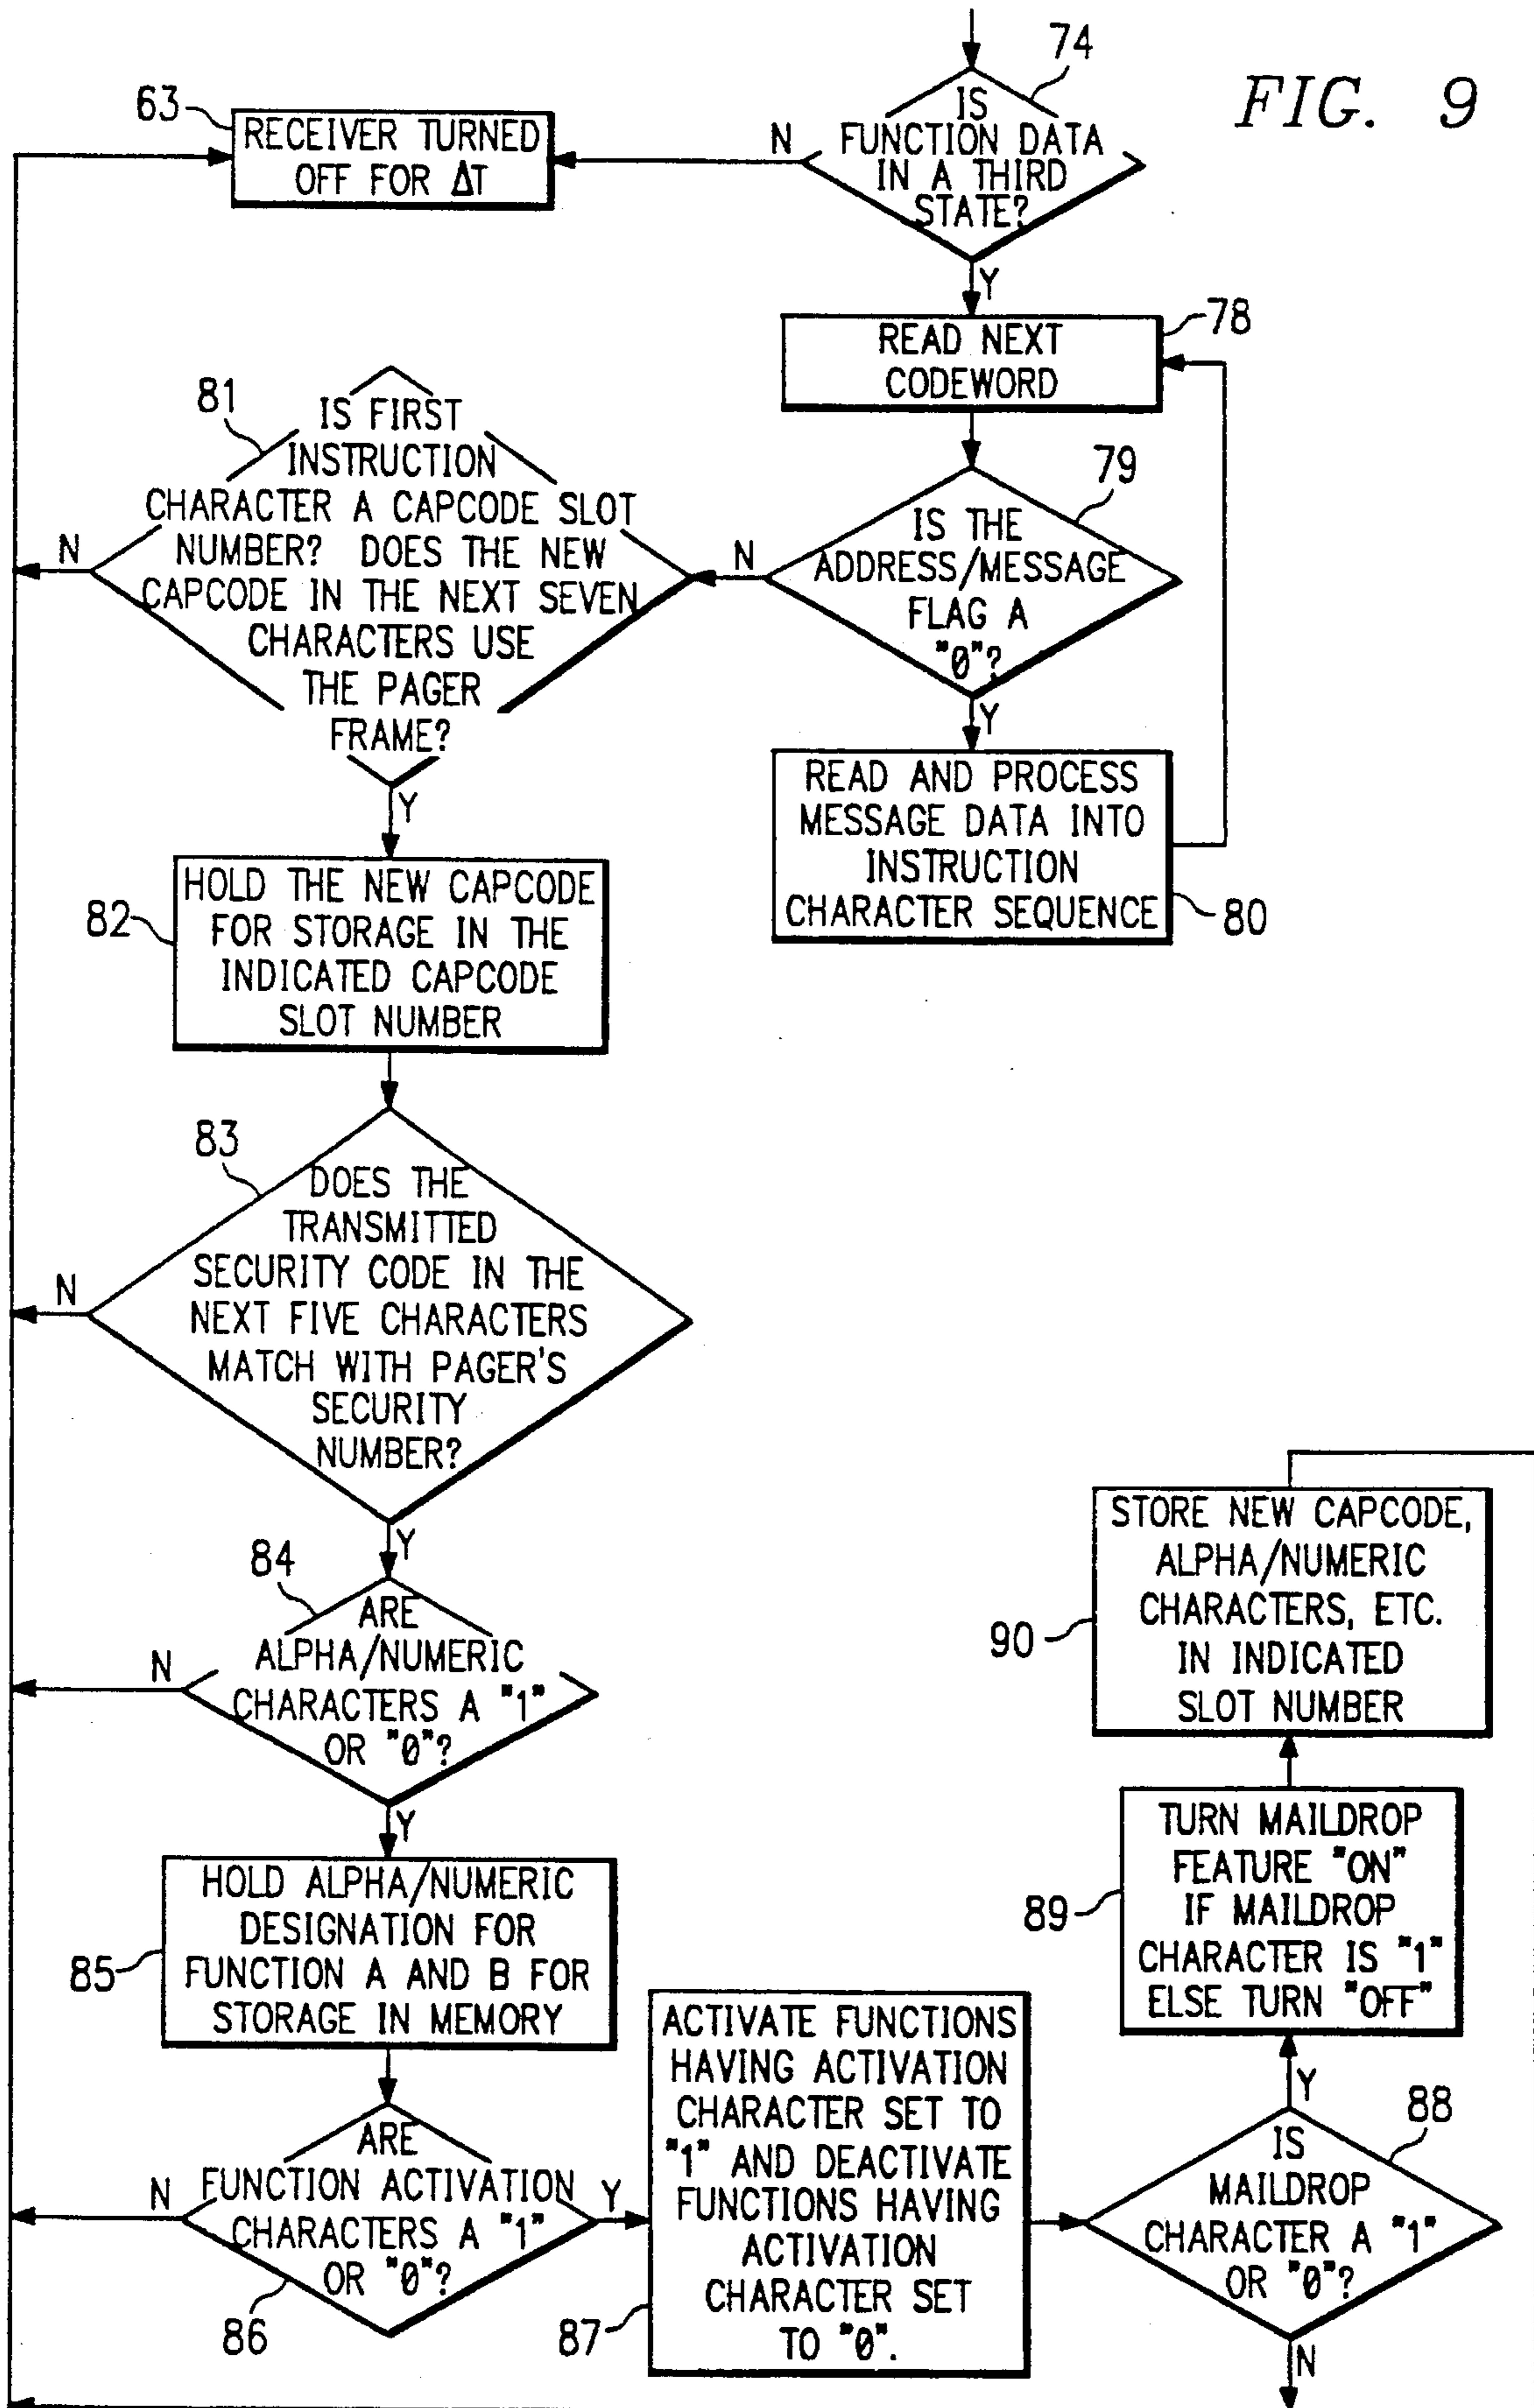 FIG. 9
74
IS
FUNCTION DATA
IN A THIRD
STATE?
N
Y
63
RECEIVER TURNED
OFF FOR ΔT
78
READ NEXT
CODEWORD
79
IS THE
ADDRESS/MESSAGE
FLAG A
"0"?
N
Y
READ AND PROCESS
MESSAGE DATA INTO
INSTRUCTION
CHARACTER SEQUENCE
80
81
IS FIRST
INSTRUCTION
CHARACTER A CAPCODE SLOT
NUMBER? DOES THE NEW
CAPCODE IN THE NEXT SEVEN
CHARACTERS USE
THE PAGER
FRAME?
N
Y
82
HOLD THE NEW CAPCODE
FOR STORAGE IN THE
INDICATED CAPCODE
SLOT NUMBER
83
DOES THE
TRANSMITTED
SECURITY CODE IN THE
NEXT FIVE CHARACTERS
MATCH WITH PAGER'S
SECURITY
NUMBER?
N
Y
84
ARE
ALPHA/NUMERIC
CHARACTERS A "1"
OR "0"?
N
Y
85
HOLD ALPHA/NUMERIC
DESIGNATION FOR
FUNCTION A AND B FOR
STORAGE IN MEMORY
ARE
FUNCTION ACTIVATION
CHARACTERS A "1"
OR "0"?
N
Y
86
ACTIVATE FUNCTIONS
HAVING ACTIVATION
CHARACTER SET TO
"1" AND DEACTIVATE
FUNCTIONS HAVING
ACTIVATION
CHARACTER SET
TO "0".
87
88
IS
MAILDROP
CHARACTER A "1"
OR "0"?
Y
N
89
TURN MAILDROP
FEATURE "ON"
IF MAILDROP
CHARACTER IS "1"
ELSE TURN "OFF"
90
STORE NEW CAPCODE,
ALPHA/NUMERIC
CHARACTERS, ETC.
IN INDICATED
SLOT NUMBER